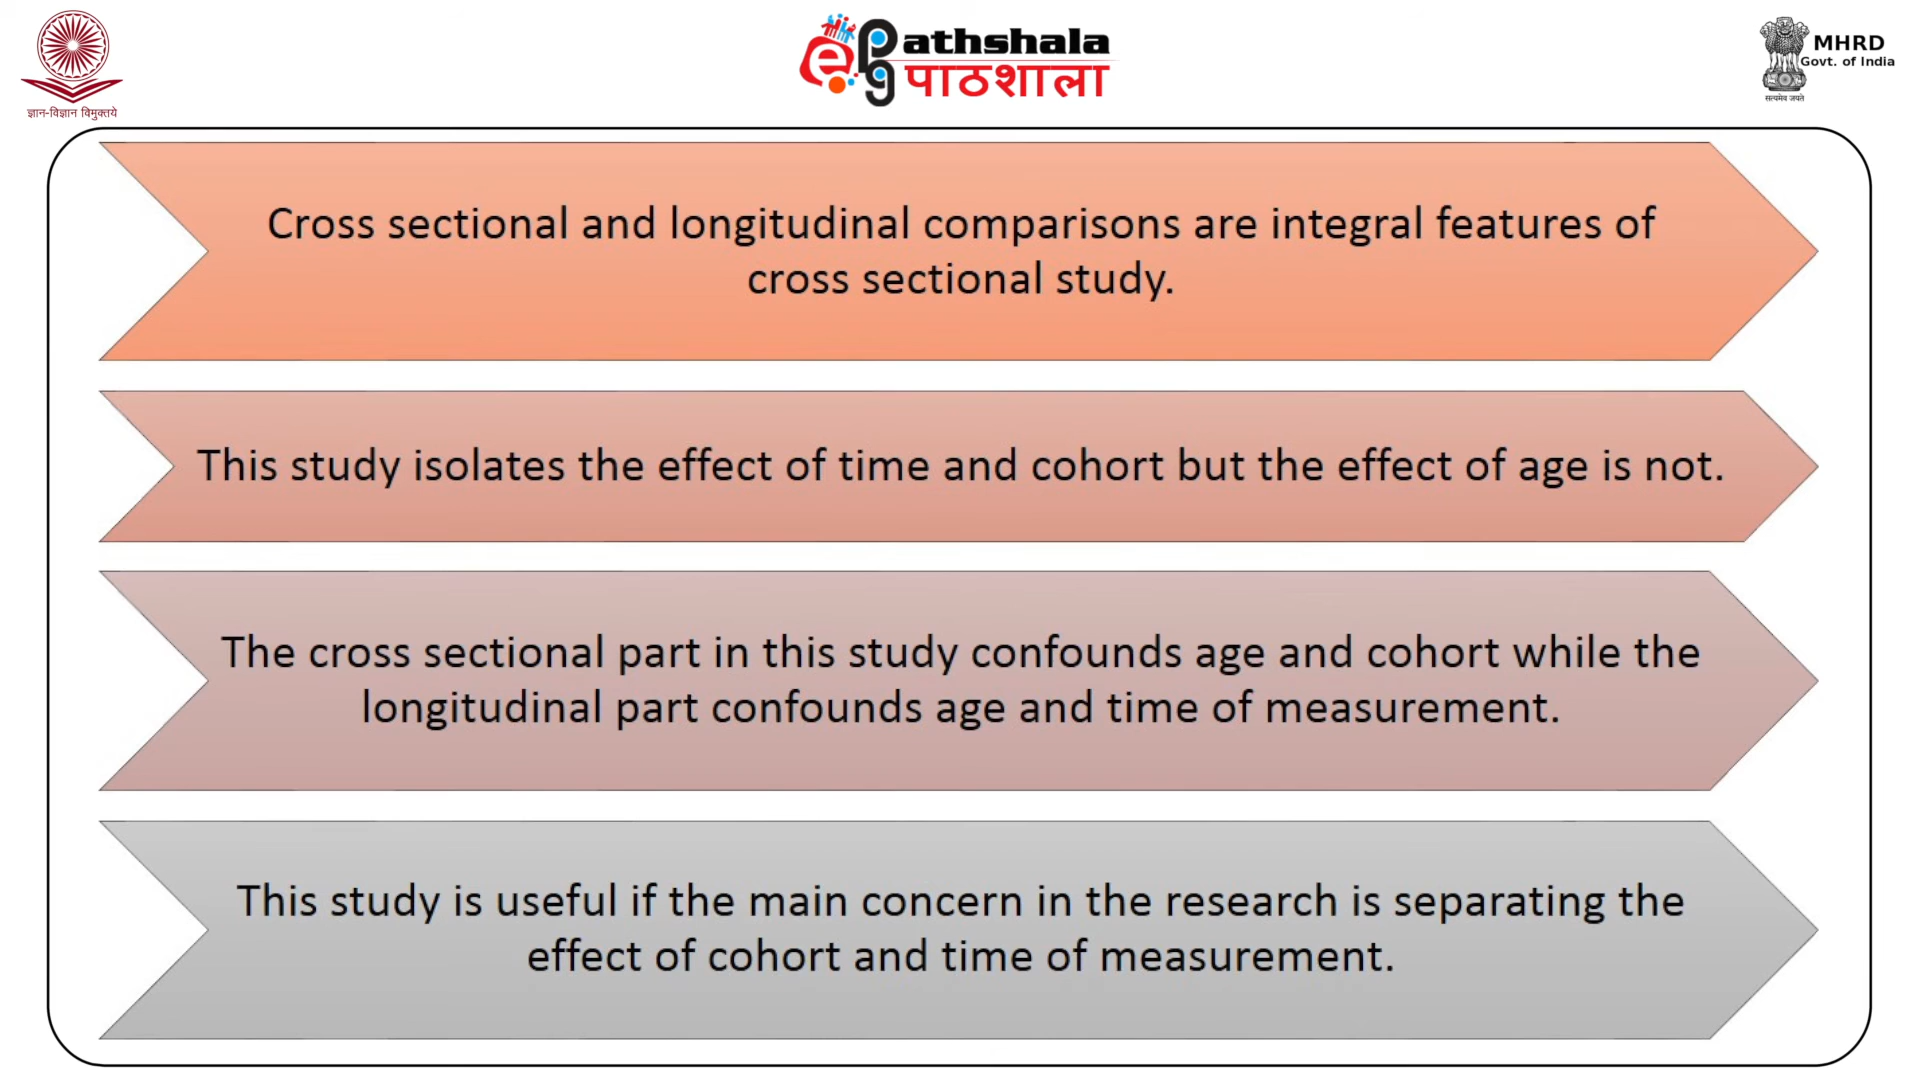 ज्ञान-विज्ञान विमुक्तये
e
pg
athshala
पाठशाला
MHRD
Govt. of India
सत्यमेव जयते
Cross sectional and longitudinal comparisons are integral features of
cross sectional study.
This study isolates the effect of time and cohort but the effect of age is not.
The cross sectional part in this study confounds age and cohort while the
longitudinal part confounds age and time of measurement.
This study is useful if the main concern in the research is separating the
effect of cohort and time of measurement.